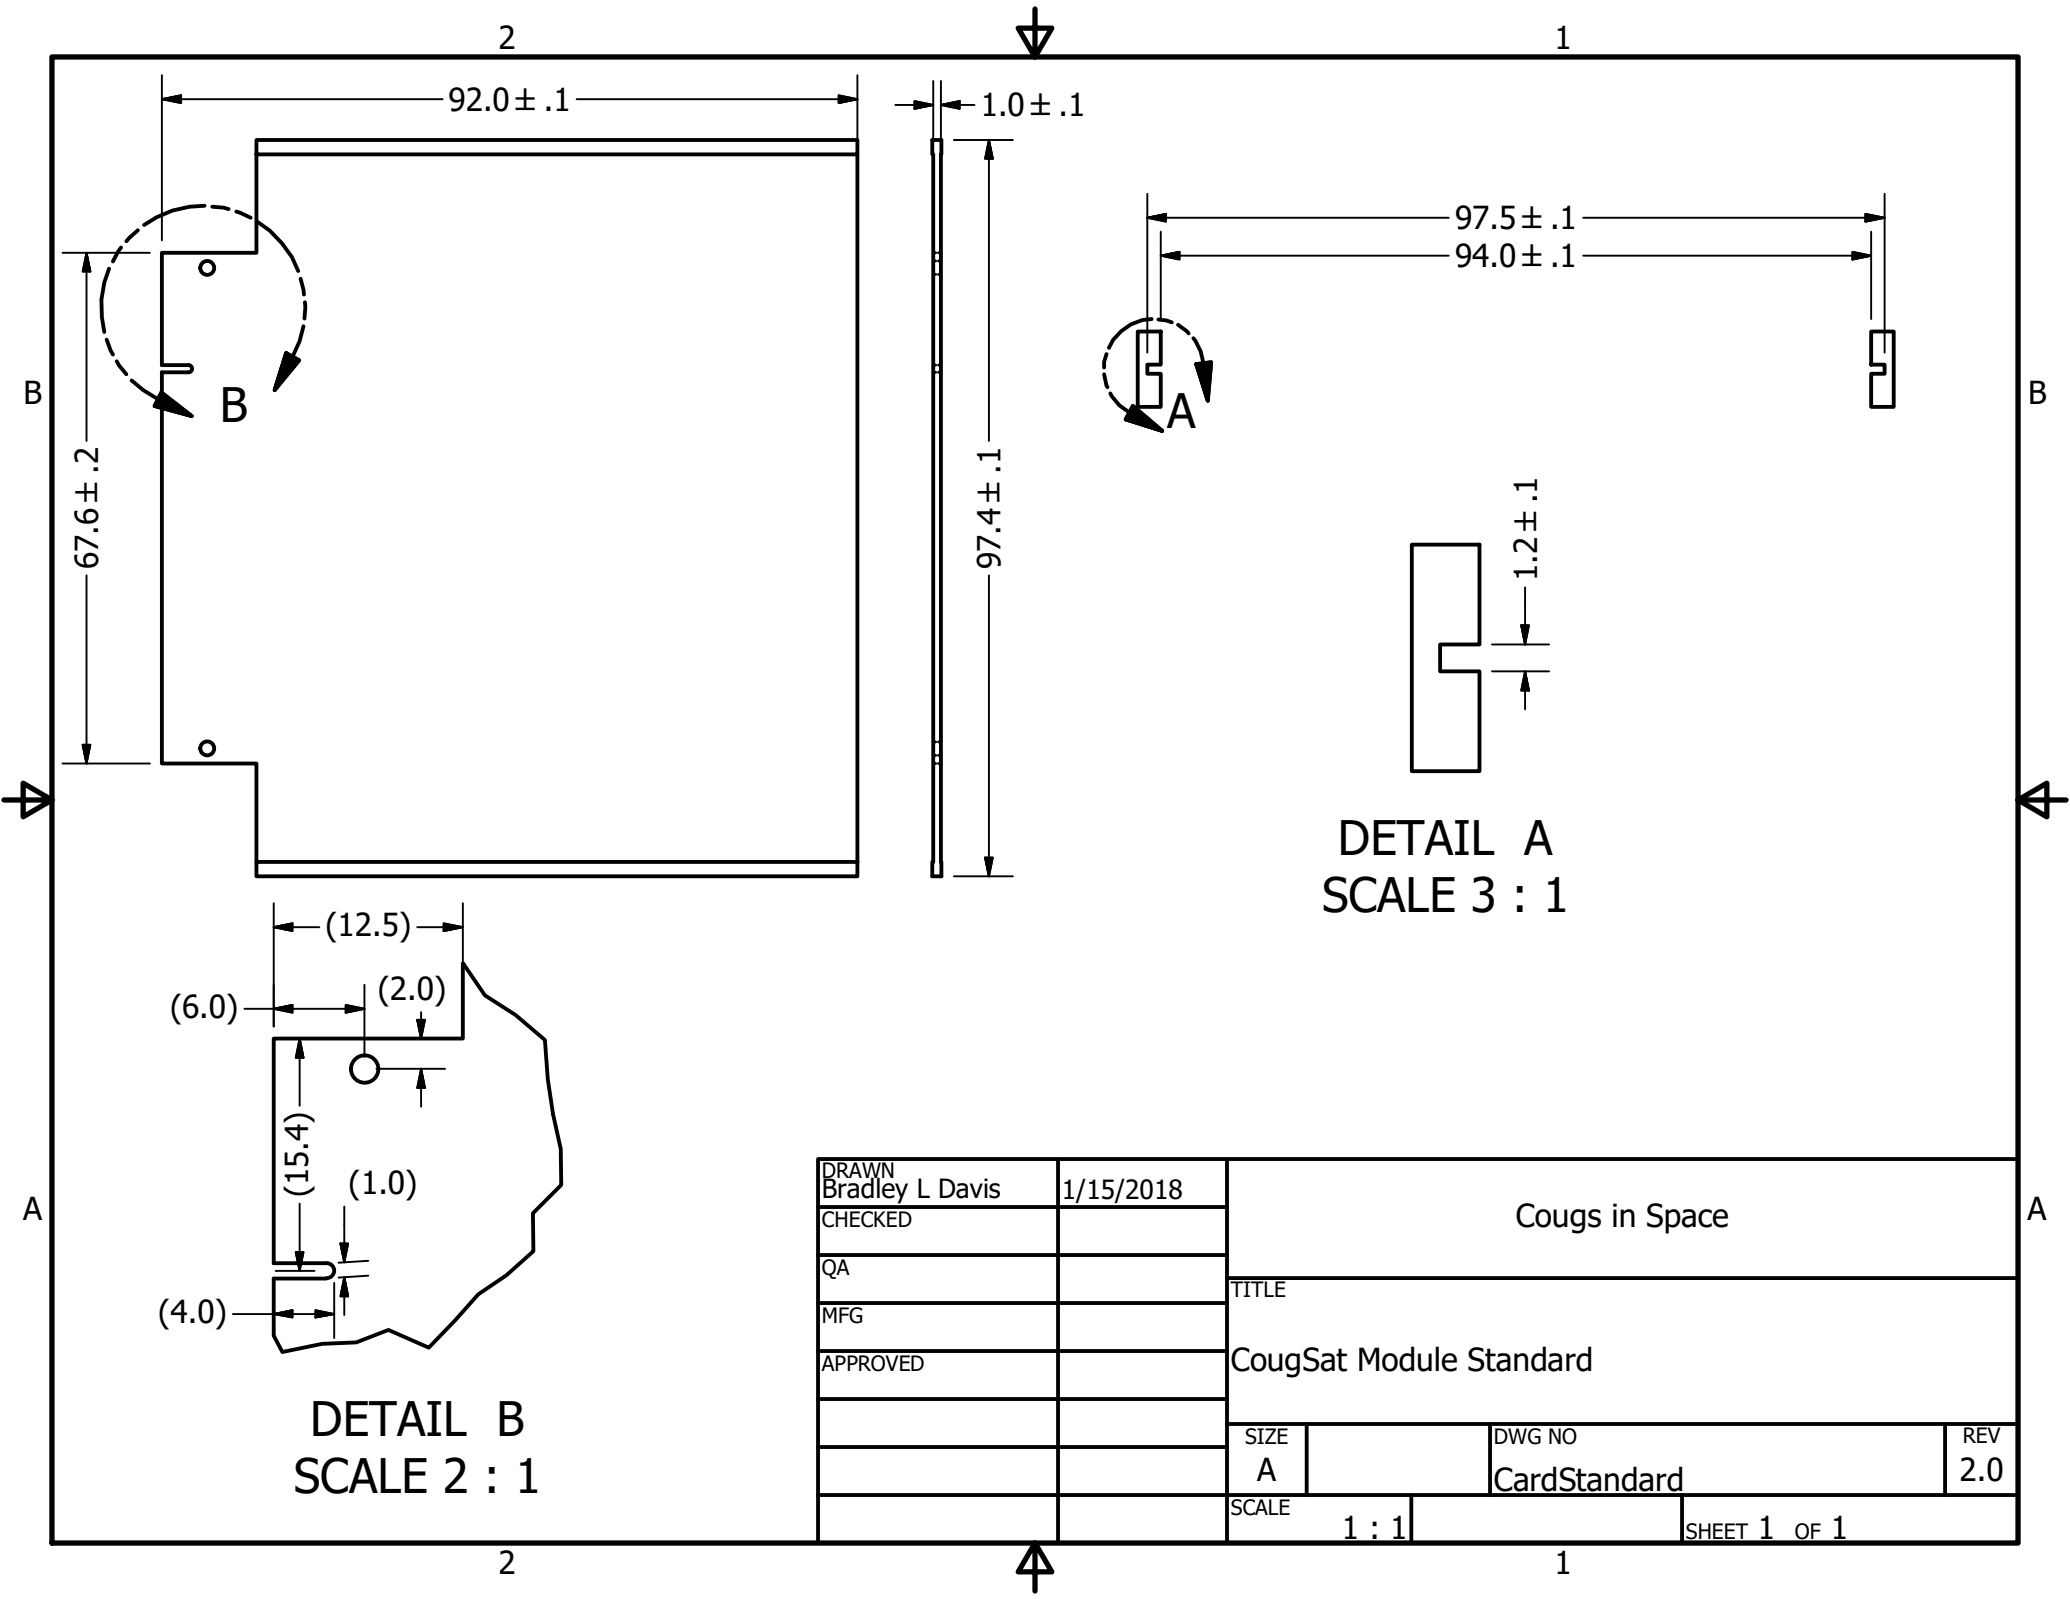 2
1
92.0 ± .1
1.0 ± .1
97.5 ± .1
94.0 ± .1
B
B
B
A
67.6 ± .2
97.4 ± .1
1.2 ± .1
DETAIL A
SCALE 3 : 1
(12.5)
(6.0)
(2.0)
(15.4)
(1.0)
(4.0)
DETAIL B
SCALE 2 : 1
A
A
DRAWN
Bradley L Davis
1/15/2018
CHECKED
QA
MFG
APPROVED
Cougs in Space
TITLE
CougSat Module Standard
SIZE
A
DWG NO
CardStandard
REV
2.0
SCALE
1 : 1
SHEET 1 OF 1
2
1